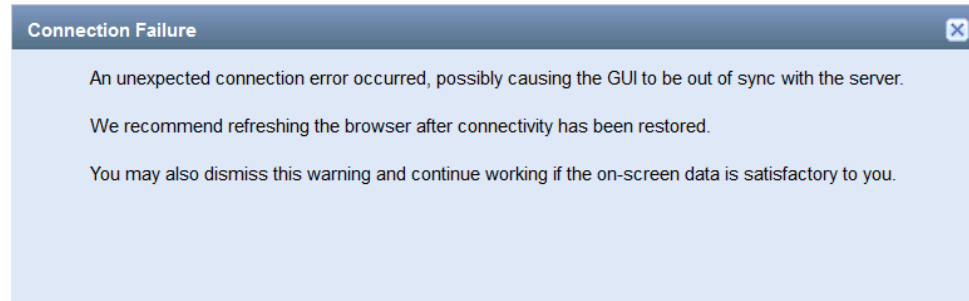 Connection Failure
An unexpected connection error occurred, possibly causing the GUI to be out of sync with the server.
We recommend refreshing the browser after connectivity has been restored.
You may also dismiss this warning and continue working if the on-screen data is satisfactory to you.